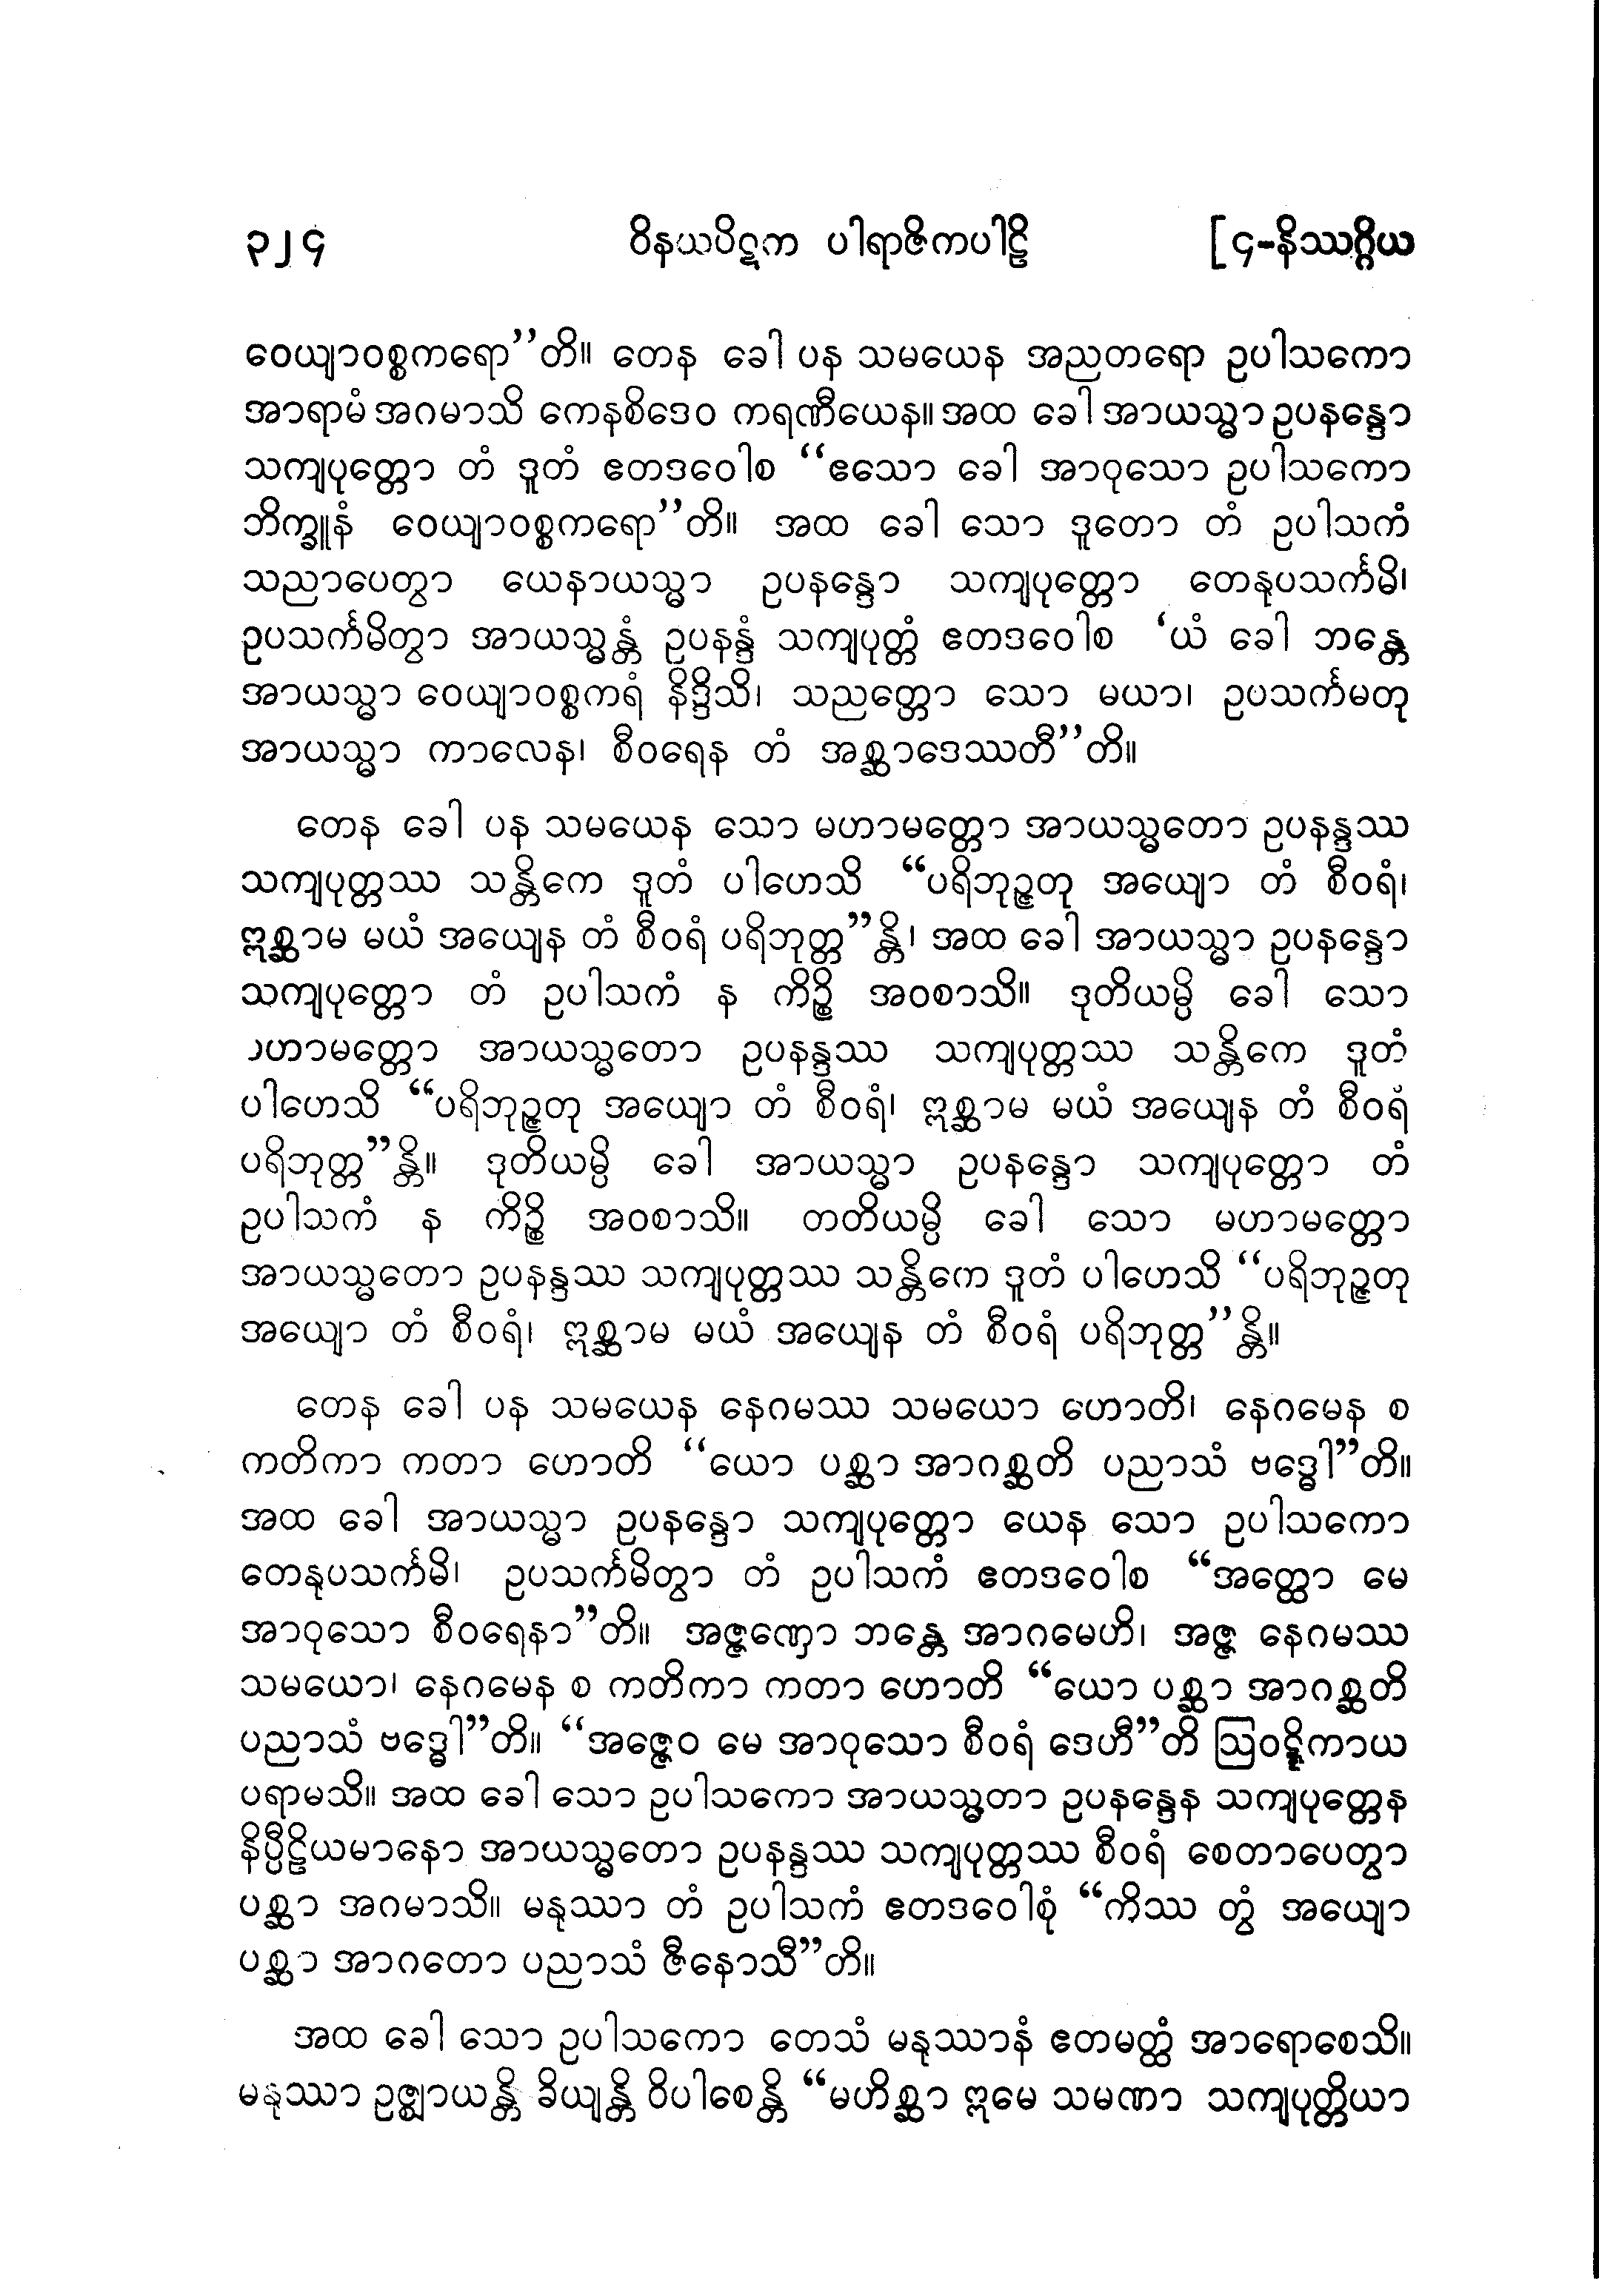 ၃၂၄ ဝိနယပိဋက ပါရာဇိကပါဠိ [၄-နိဿဂ္ဂိယ
ဝေယျာဝစ္စကရော”တိ။ တေန ခေါ ပန သမယေန အညတရော ဥပါသကော
အာရာမံ အဂမာသိ ကေနစိဒေဝ ကရဏီယေန။ အထ ခေါ အာယသ္မာ ဥပနန္ဒော
သကျပုတ္တော တံ ဒူတံ ဧတဒဝေါစ “ဧသော ခေါ အာဝုသော ဥပါသကော
ဘိက္ခူနံ ဝေယျာဝစ္စကရော”တိ။ အထ ခေါ သော ဒူတော တံ ဥပါသကံ
သညာပေတွာ ယေနာယသ္မာ ဥပနန္ဒော သကျပုတ္တော တေနုပသင်္ကမိ၊
ဥပသင်္ကမိတွာ အာယသ္မန္တံ ဥပနန္ဒံ သကျပုတ္တံ ဧတဒဝေါစ ‘ယံ ခေါ ဘန္တေ
အာယသ္မာ ဝေယျာဝစ္စကရံ နိဒ္ဒိသိ၊ သညတ္တော သော မယာ၊ ဥပသင်္ကမတု
အာယသ္မာ ကာလေန၊ စီဝရေန တံ အစ္ဆာဒေဿတီ”တိ။
တေန ခေါ ပန သမယေန သော မဟာမတ္တော အာယသ္မတော ဥပနန္ဒဿ
သကျပုတ္တဿ သန္တိကေ ဒူတံ ပါဟေသိ “ပရိဘုဉ္ဇတု အယျော တံ စီဝရံ၊
ဣစ္ဆာမ မယံ အယျေန တံ စီဝရံ ပရိဘုတ္တ”န္တိ၊ အထ ခေါ အာယသ္မာ ဥပနန္ဒော
သကျပုတ္တော တံ ဥပါသကံ န ကိဉ္စိ အဝစာသိ။ ဒုတိယမ္ပိ ခေါ သော
မဟာမတ္တော အာယသ္မတော ဥပနန္ဒဿ သကျပုတ္တဿ သန္တိကေ ဒူတံ
ပါဟေသိ “ပရိဘုဉ္ဇတု အယျော တံ စီဝရံ၊ ဣစ္ဆာမ မယံ အယျေန တံ စီဝရံ
ပရိဘုတ္တ”န္တိ။ ဒုတိယမ္ပိ ခေါ အာယသ္မာ ဥပနန္ဒော သကျပုတ္တော တံ
ဥပါသကံ န ကိဉ္စိ အဝစာသိ။ တတိယမ္ပိ ခေါ သော မဟာမတ္တော
အာယသ္မတော ဥပနန္ဒဿ သကျပုတ္တဿ သန္တိကေ ဒူတံ ပါဟေသိ “ပရိဘုဉ္ဇတု
အယျော တံ စီဝရံ၊ ဣစ္ဆာမ မယံ အယျေန တံ စီဝရံ ပရိဘုတ္တ”န္တိ။
တေန ခေါ ပန သမယေန နေဂမဿ သမယော ဟောတိ၊ နေဂမေန စ
ကတိကာ ကတာ ဟောတိ “ယော ပစ္ဆာ အာဂစ္ဆတိ ပညာသံ ဗဒ္ဓေါ”တိ။
အထ ခေါ အာယသ္မာ ဥပနန္ဒော သကျပုတ္တော ယေန သော ဥပါသကော
တေနုပသင်္ကမိ၊ ဥပသင်္ကမိတွာ တံ ဥပါသကံ ဧတဒဝေါစ “အတ္ထော မေ
အာဝုသော စီဝရေနာ”တိ။ အဇ္ဇဏှော ဘန္တေ အာဂမေဟိ၊ အဇ္ဇ နေဂမဿ
သမယော၊ နေဂမေန စ ကတိကာ ကတာ ဟောတိ “ယော ပစ္ဆာ အာဂစ္ဆတိ
ပညာသံ ဗဒ္ဓေါ”တိ။ “အဇ္ဇေဝ မေ အာဝုသော စီဝရံ ဒေဟီ”တိ ဩဝဋ္ဋိကာယ
ပရာမသိ။ အထ ခေါ သော ဥပါသကော အာယသ္မတာ ဥပနန္ဒေန သကျပုတ္တေန
နိပ္ပီဠိယမာနော အာယသ္မတော ဥပနန္ဒဿ သကျပုတ္တဿ စီဝရံ စေတာပေတွာ
ပစ္ဆာ အဂမာသိ။ မနုဿာ တံ ဥပါသကံ ဧတဒဝေါစုံ “ကိဿ တွံ အယျော
ပစ္ဆာ အာဂတော ပညာသံ ဇီနောသီ”တိ။
အထ ခေါ သော ဥပါသကော တေသံ မနုဿာနံ ဧတမတ္ထံ အာရောစေသိ။
မနုဿာ ဥဇ္ဈာယန္တိ ခိယျန္တိ ဝိပါစေန္တိ “မဟိစ္ဆာ ဣမေ သမဏာ သကျပုတ္တိယာ